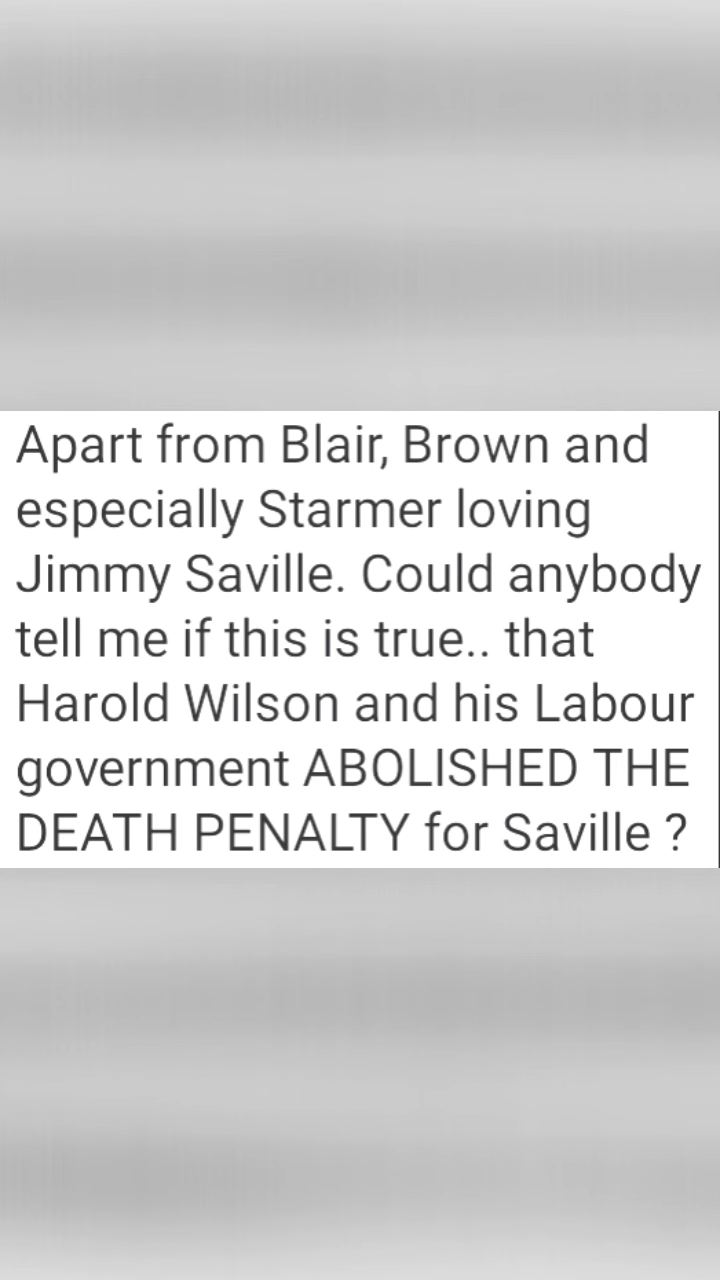 Apart from Blair, Brown and
especially Starmer loving
Jimmy Saville. Could anybody
tell me if this is true.. that
Harold Wilson and his Labour
government ABOLISHED THE
DEATH PENALTY for Saville ?